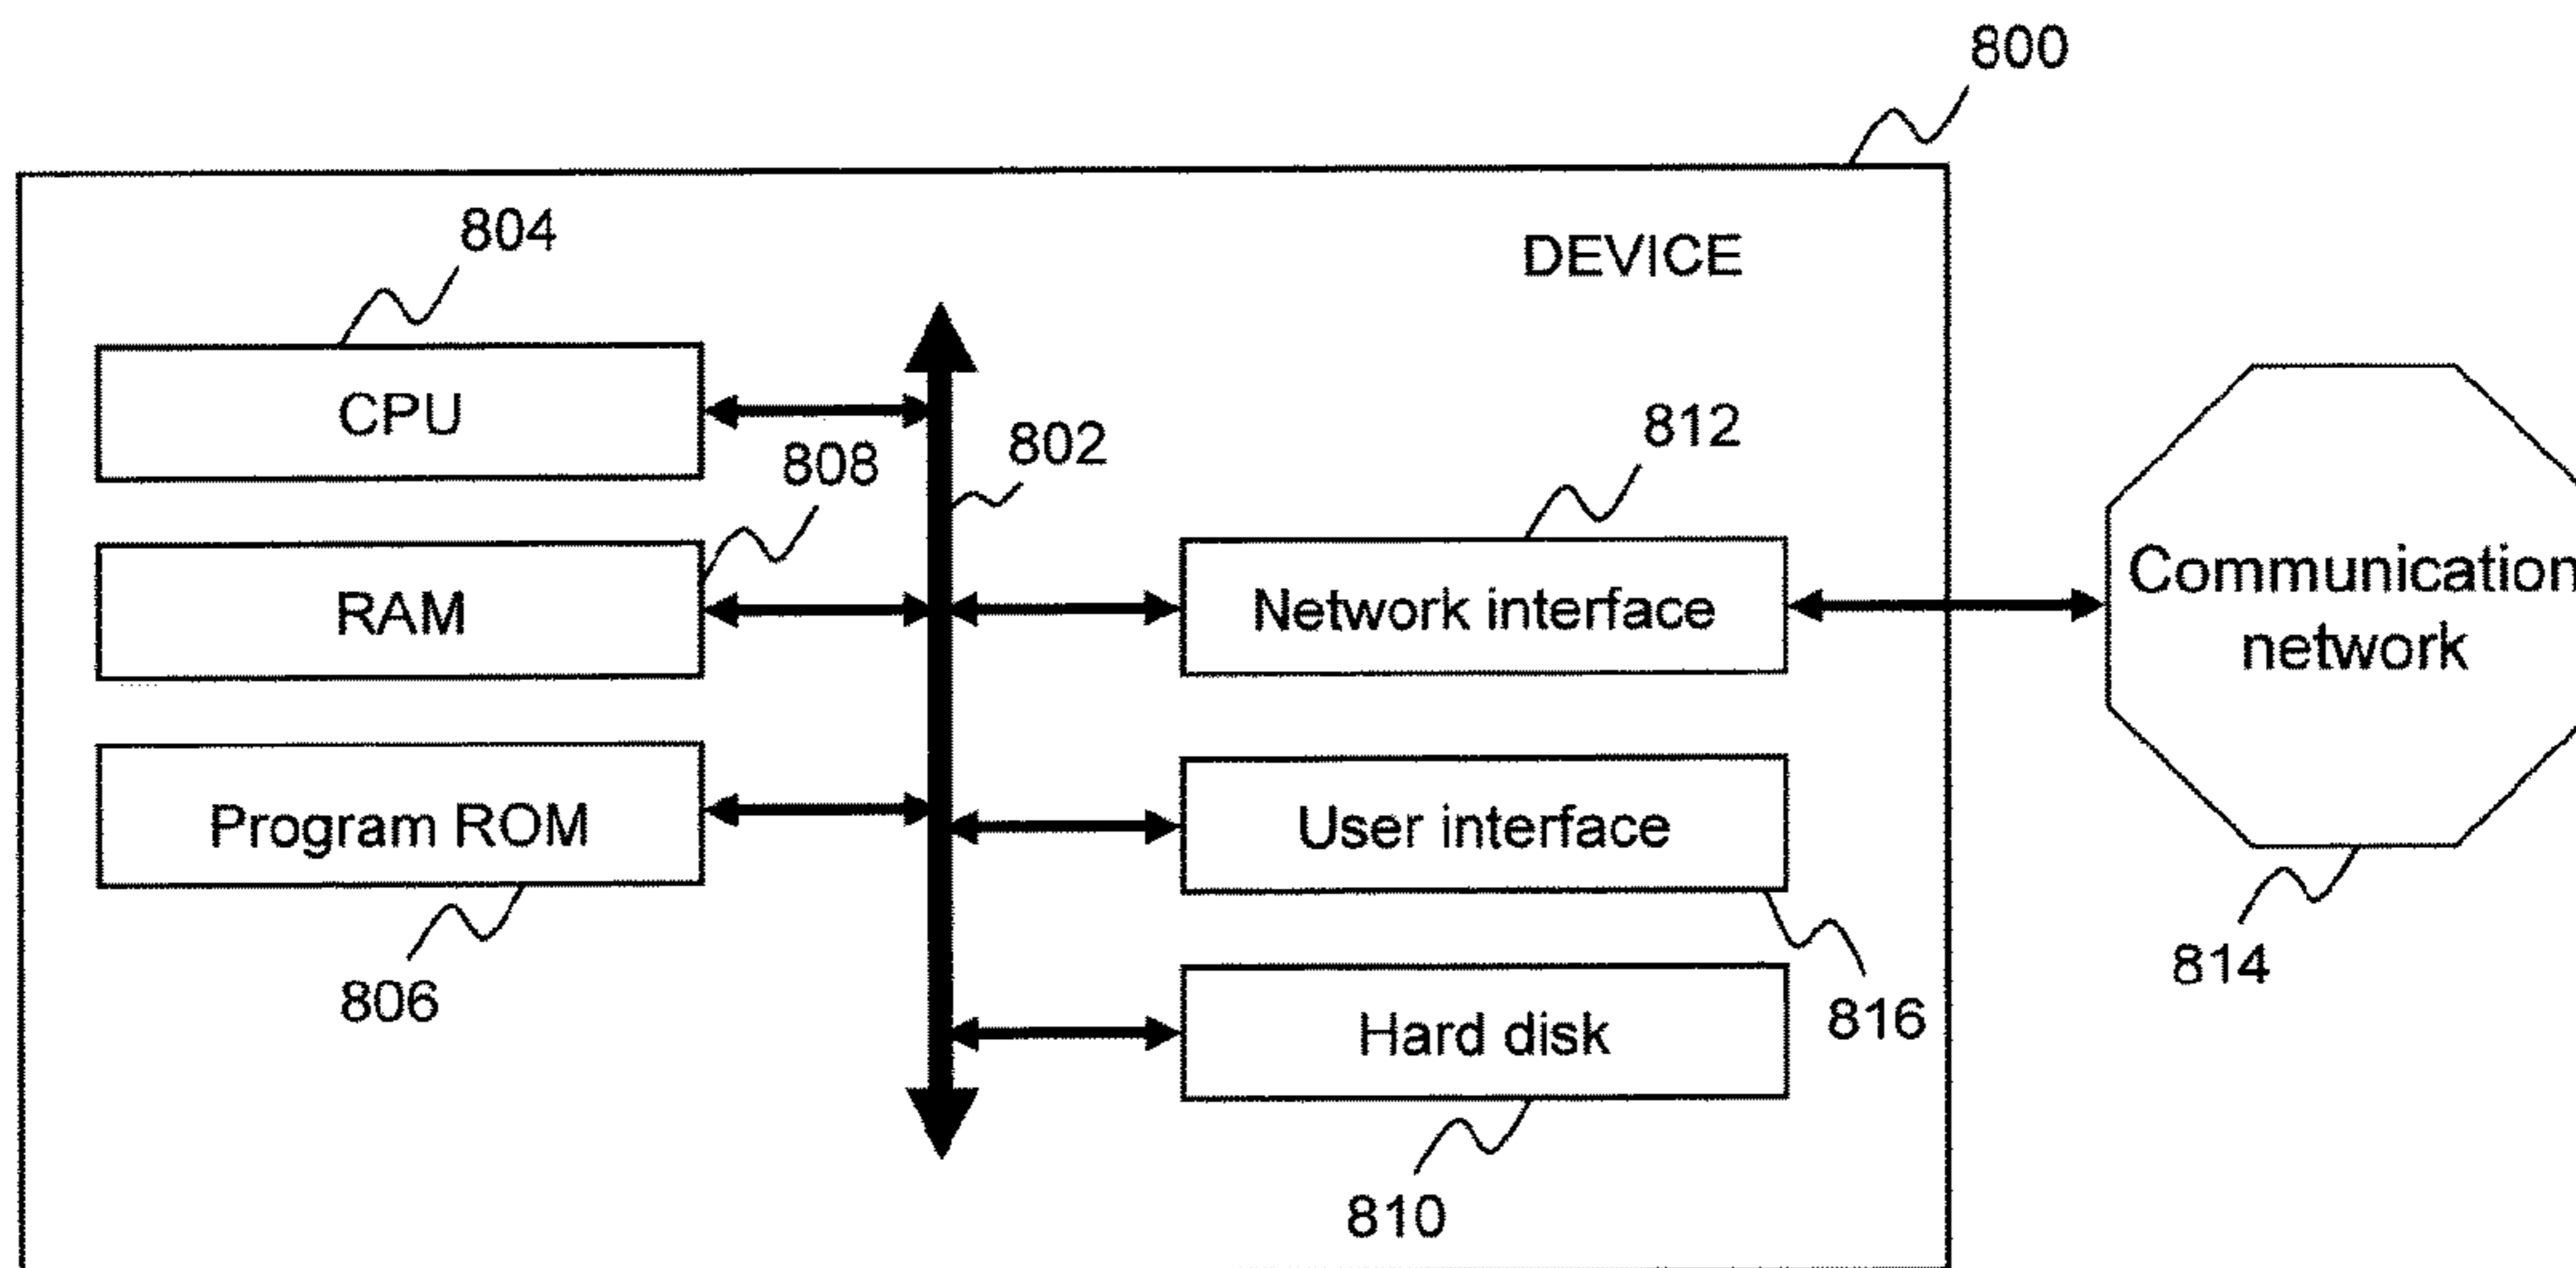 800
DEVICE
804
CPU
808
802
812
RAM
Network interface
Communication
network
Program ROM
User interface
806
816
814
Hard disk
810